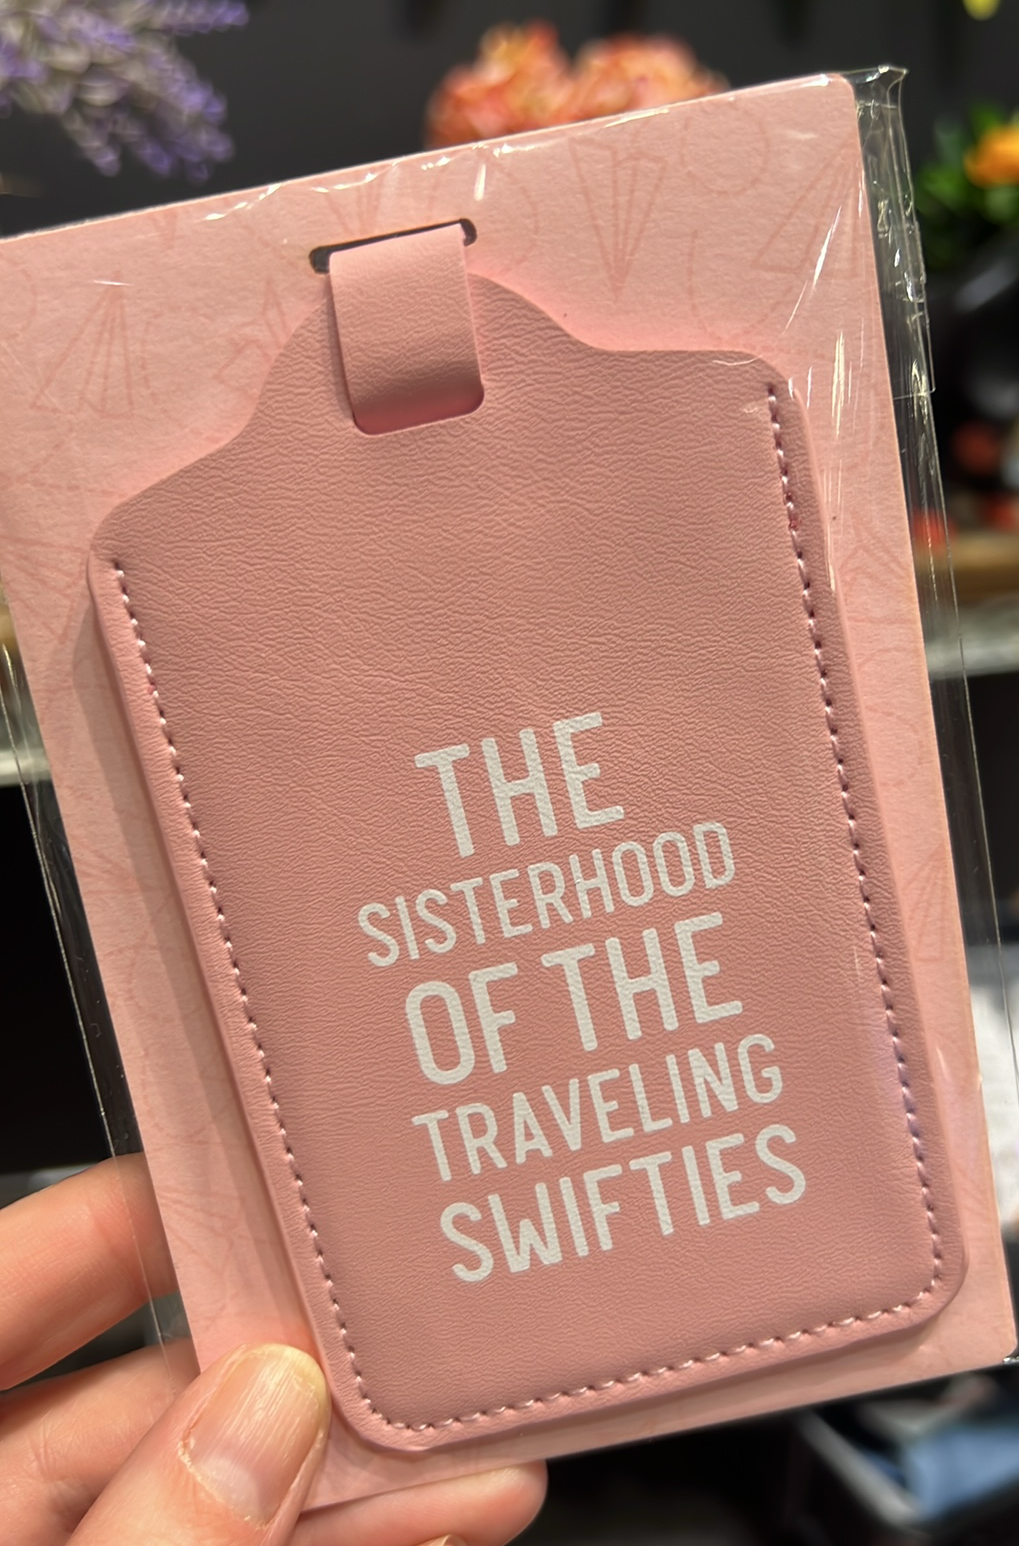 THE
SISTERHOOD
OF THE
TRAVELING
SWIFTIES